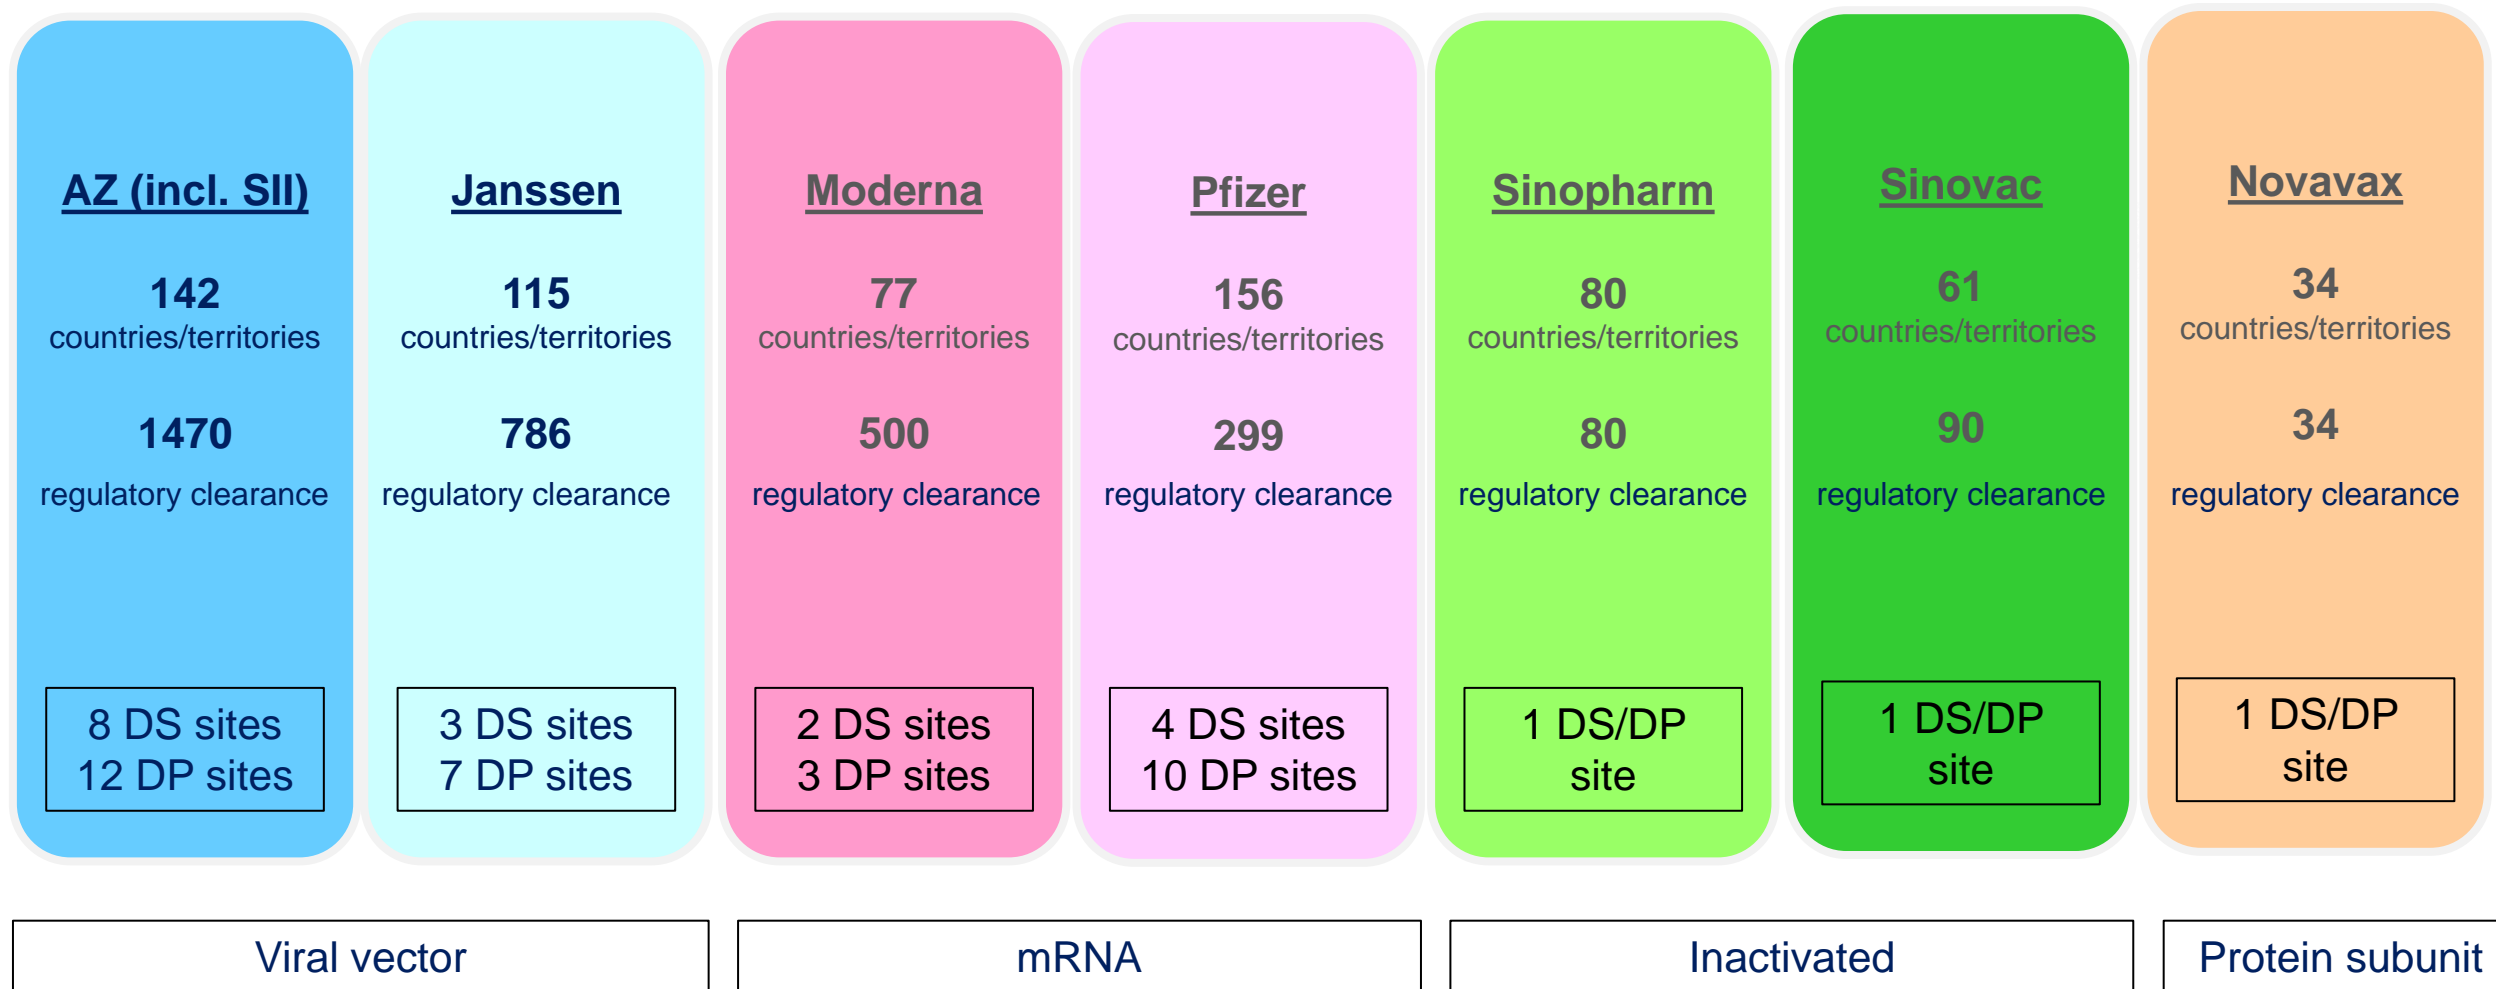 AZ (incl. SII)
142
countries/territories
1470
regulatory clearance
8 DS sites
12 DP sites
Janssen
115
countries/territories
786
regulatory clearance
3 DS sites
7 DP sites
Moderna
77
countries/territories
500
regulatory clearance
2 DS sites
3 DP sites
Pfizer
156
countries/territories
299
regulatory clearance
4 DS sites
10 DP sites
Sinopharm
80
countries/territories
80
regulatory clearance
1 DS/DP
site
Sinovac
61
countries/territories
90
regulatory clearance
1 DS/DP
site
Novavax
34
countries/territories
34
regulatory clearance
1 DS/DP
site
Viral vector
mRNA
Inactivated
Protein subunit